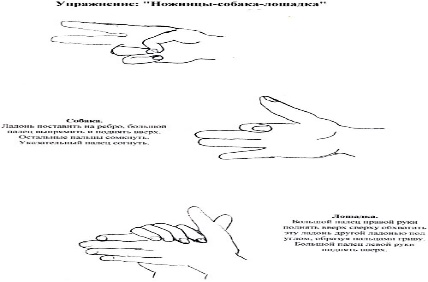 Упражнение: "Ножницы-собака-лошадка"
Собака.
Ладонь поставить на ребро, большой
палец выпрямить и поднять вверх.
Остальные пальцы сомкнуть.
Указательный палец согнуть.
Лошадка.
Большой палец правой руки
поднять вверх сверху обхватить
эту ладонь другой ладонью под
углом, образуя пальцами гриву.
Большой палец левой руки
поднять вверх.